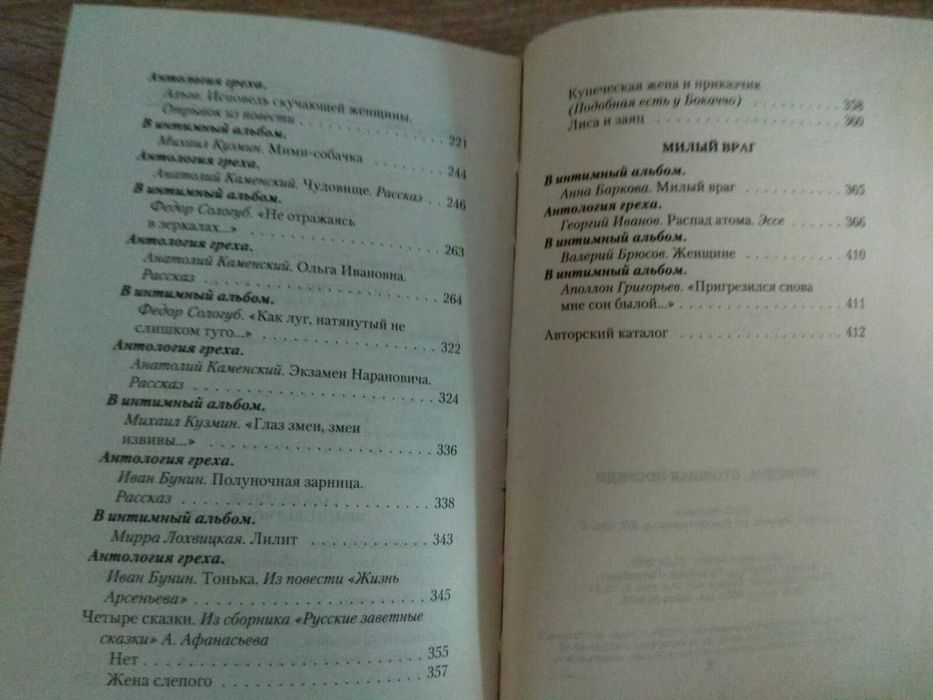 Антология греха.
Альба. Исповедь скучающей женщины.
Отрывок из повести . . . . . . . . . . . . . . . . 221
В интимный альбом.
Михаил Кузмин. Мими-собачка . . . . . . . . 244
Антология греха.
Анатолий Каменский. Чудовище. Рассказ . . 246
В интимный альбом.
Федор Сологуб. «Не отражаясь
в зеркалах...» . . . . . . . . . . . . . . . . . . 263
Антология греха.
Анатолий Каменский. Ольга Ивановна.
Рассказ . . . . . . . . . . . . . . . . . . . . . 264
В интимный альбом.
Федор Сологуб. «Как луг, натянутый не
слишком туго...» . . . . . . . . . . . . . . . . 322
Антология греха.
Анатолий Каменский. Экзамен Нарановича.
Рассказ . . . . . . . . . . . . . . . . . . . . . 324
В интимный альбом.
Михаил Кузмин. «Глаз змеи, змеи
извивы...» . . . . . . . . . . . . . . . . . . . 336
Антология греха.
Иван Бунин. Полуночная зарница.
Рассказ . . . . . . . . . . . . . . . . . . . . . 338
В интимный альбом.
Мирра Лохвицкая. Лилит . . . . . . . . . . . . 343
Антология греха.
Иван Бунин. Тонька. Из повести «Жизнь
Арсеньева» . . . . . . . . . . . . . . . . . . . 345
Четыре сказки. Из сборника «Русские заветные
сказки» А. Афанасьева
Нет . . . . . . . . . . . . . . . . . . . . . . . 355
Жена слепого . . . . . . . . . . . . . . . . . . 357
Купеческая жена и приказчик
(Подобная есть у Бокаччо) . . . . . . . . . . 358
Лиса и заяц . . . . . . . . . . . . . . . . . . 360
МИЛЫЙ ВРАГ
В интимный альбом.
Анна Баркова. Милый враг . . . . . . . . . . 365
Антология греха.
Георгий Иванов. Распад атома. Эссе . . . . . 366
В интимный альбом.
Валерий Брюсов. Женщине . . . . . . . . . . 410
В интимный альбом.
Аполлон Григорьев. «Пригрезился снова
мне сон былой...» . . . . . . . . . . . . . . . 411
Авторский каталог . . . . . . . . . . . . . . . 412